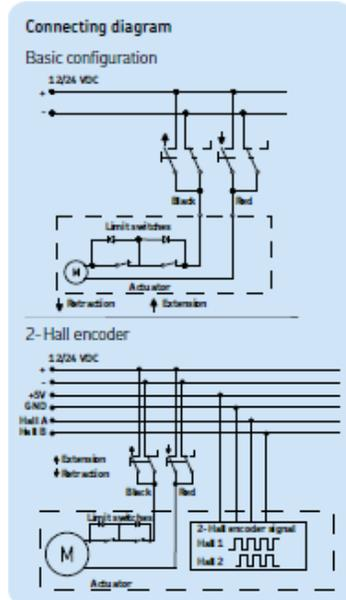 Connecting diagram
Basic configuration
12/24 VDC
+
-
Black
Red
Limit switches
M
Actuator
Retraction
Extension
2-Hall encoder
12/24 VDC
+
-
+5V
GND
Hall A
Hall B
Extension
Retraction
Black
Red
Limit switches
M
2-Hall encoder signal
Hall 1
Hall 2
Actuator